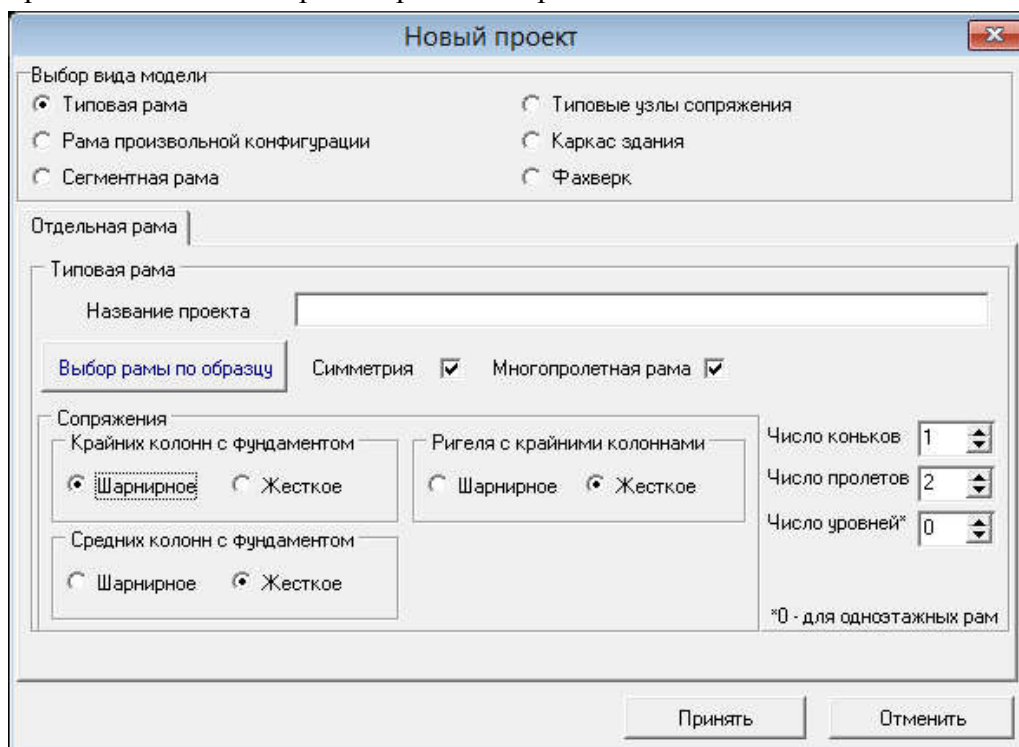 Новый проект
Выбор вида модели
Типовая рама
Типовые узлы сопряжения
Рама произвольной конфигурации
Каркас здания
Сегментная рама
Фахверк
Отдельная рама
Типовая рама
Название проекта
Выбор рамы по образцу Симметрия Многопролетная рама
Сопряжения
Крайних колонн с фундаментом
Шарнирное Жесткое
Ригеля с крайними колоннами
Шарнирное Жесткое
Средних колонн с фундаментом
Шарнирное Жесткое
Число коньков 1
Число пролетов 2
Число уровней* 0
*0 - для одноэтажных рам
Принять Отменить